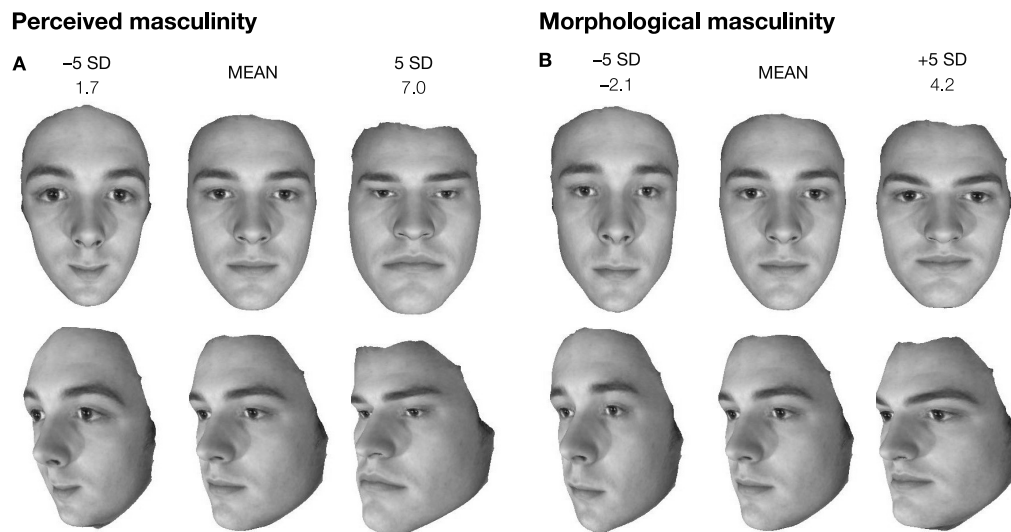 Perceived masculinity
A
–5 SD
1.7
MEAN
5 SD
7.0
Morphological masculinity
B
–5 SD
–2.1
MEAN
+5 SD
4.2